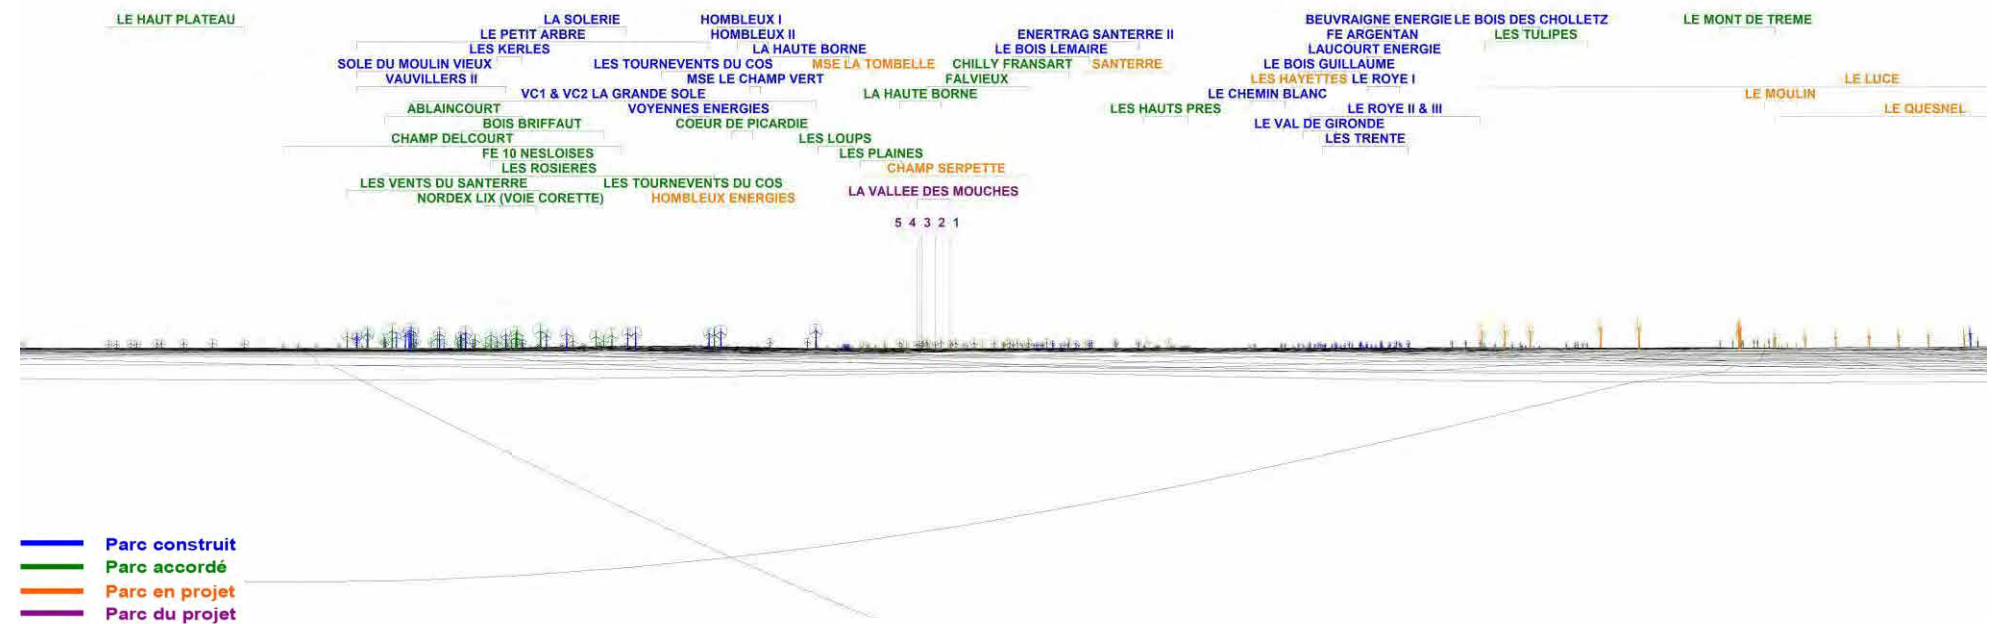 LE HAUT PLATEAU LA SOLERIE HOMBLEUX I BEUVRAIGNE ENERGIE LE BOIS DES CHOLLETZ LE MONT DE TREME
LE PETIT ARBRE HOMBLEUX II ENERTRAG SANTERRE II FE ARGENTAN LES TULIPES
LES KERLES LA HAUTE BORNE LE BOIS LEMAIRE LAUCOURT ENERGIE
SOLE DU MOULIN VIEUX LES TOURNEVENTS DU COS MSE LA TOMBELLE CHILLY FRANSART SANTERRE LE BOIS GUILLAUME
VAUVILLERS II MSE LE CHAMP VERT FALVIEUX LES HAYETTES LE ROYE I LE LUCE
VC1 & VC2 LA GRANDE SOLE LA HAUTE BORNE LE CHEMIN BLANC LE MOULIN
ABLAINCOURT VOYENNES ENERGIES LES HAUTS PRES LE ROYE II & III LE QUESNEL
BOIS BRIFFAUT COEUR DE PICARDIE LE VAL DE GIRONDE
CHAMP DELCOURT LES LOUPS LES TRENTE
FE 10 NESLOISES LES PLAINES
LES ROSIERES CHAMP SERPETTE
LES VENTS DU SANTERRE LES TOURNEVENTS DU COS
LA VALLEE DES MOUCHES
NORDEX LIX (VOIE CORETTE) HOMBLEUX ENERGIES
5 4 3 2 1
Parc construit
Parc accordé
Parc en projet
Parc du projet